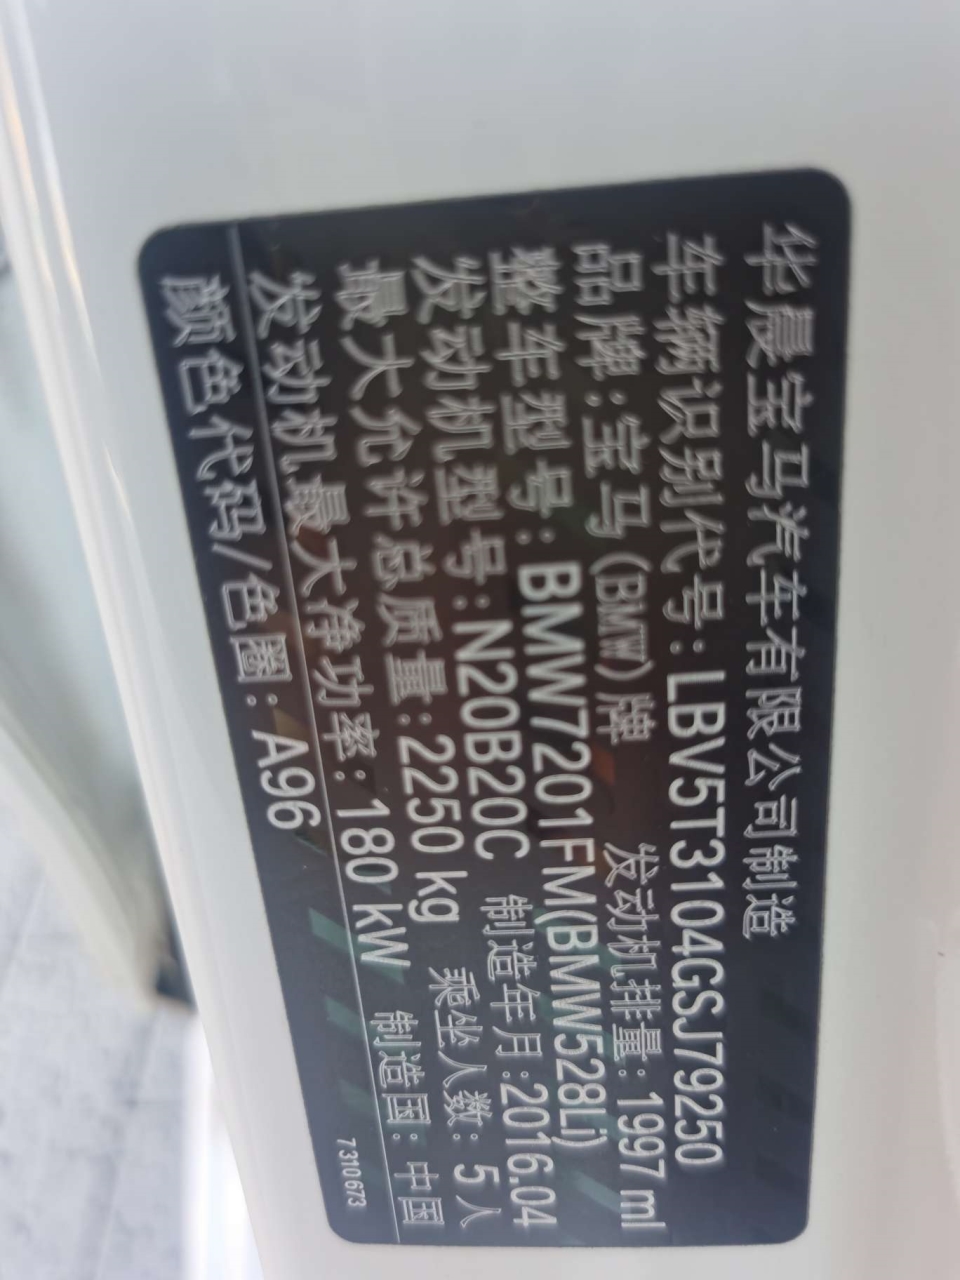 华晨宝马汽车有限公司制造
车辆识别代号:LBV5T3104GSJ79250
品牌:宝马(BMW)牌 发动机排量:1997 ml
整车型号:BMW7201FM(BMW528Li)
发动机型号:N20B20C 制造年月:2016.04
最大允许总质量:2250 kg 乘坐人数:5人
发动机最大净功率:180 kW 制造国:中国
颜色代码/色圈:A96 7310673